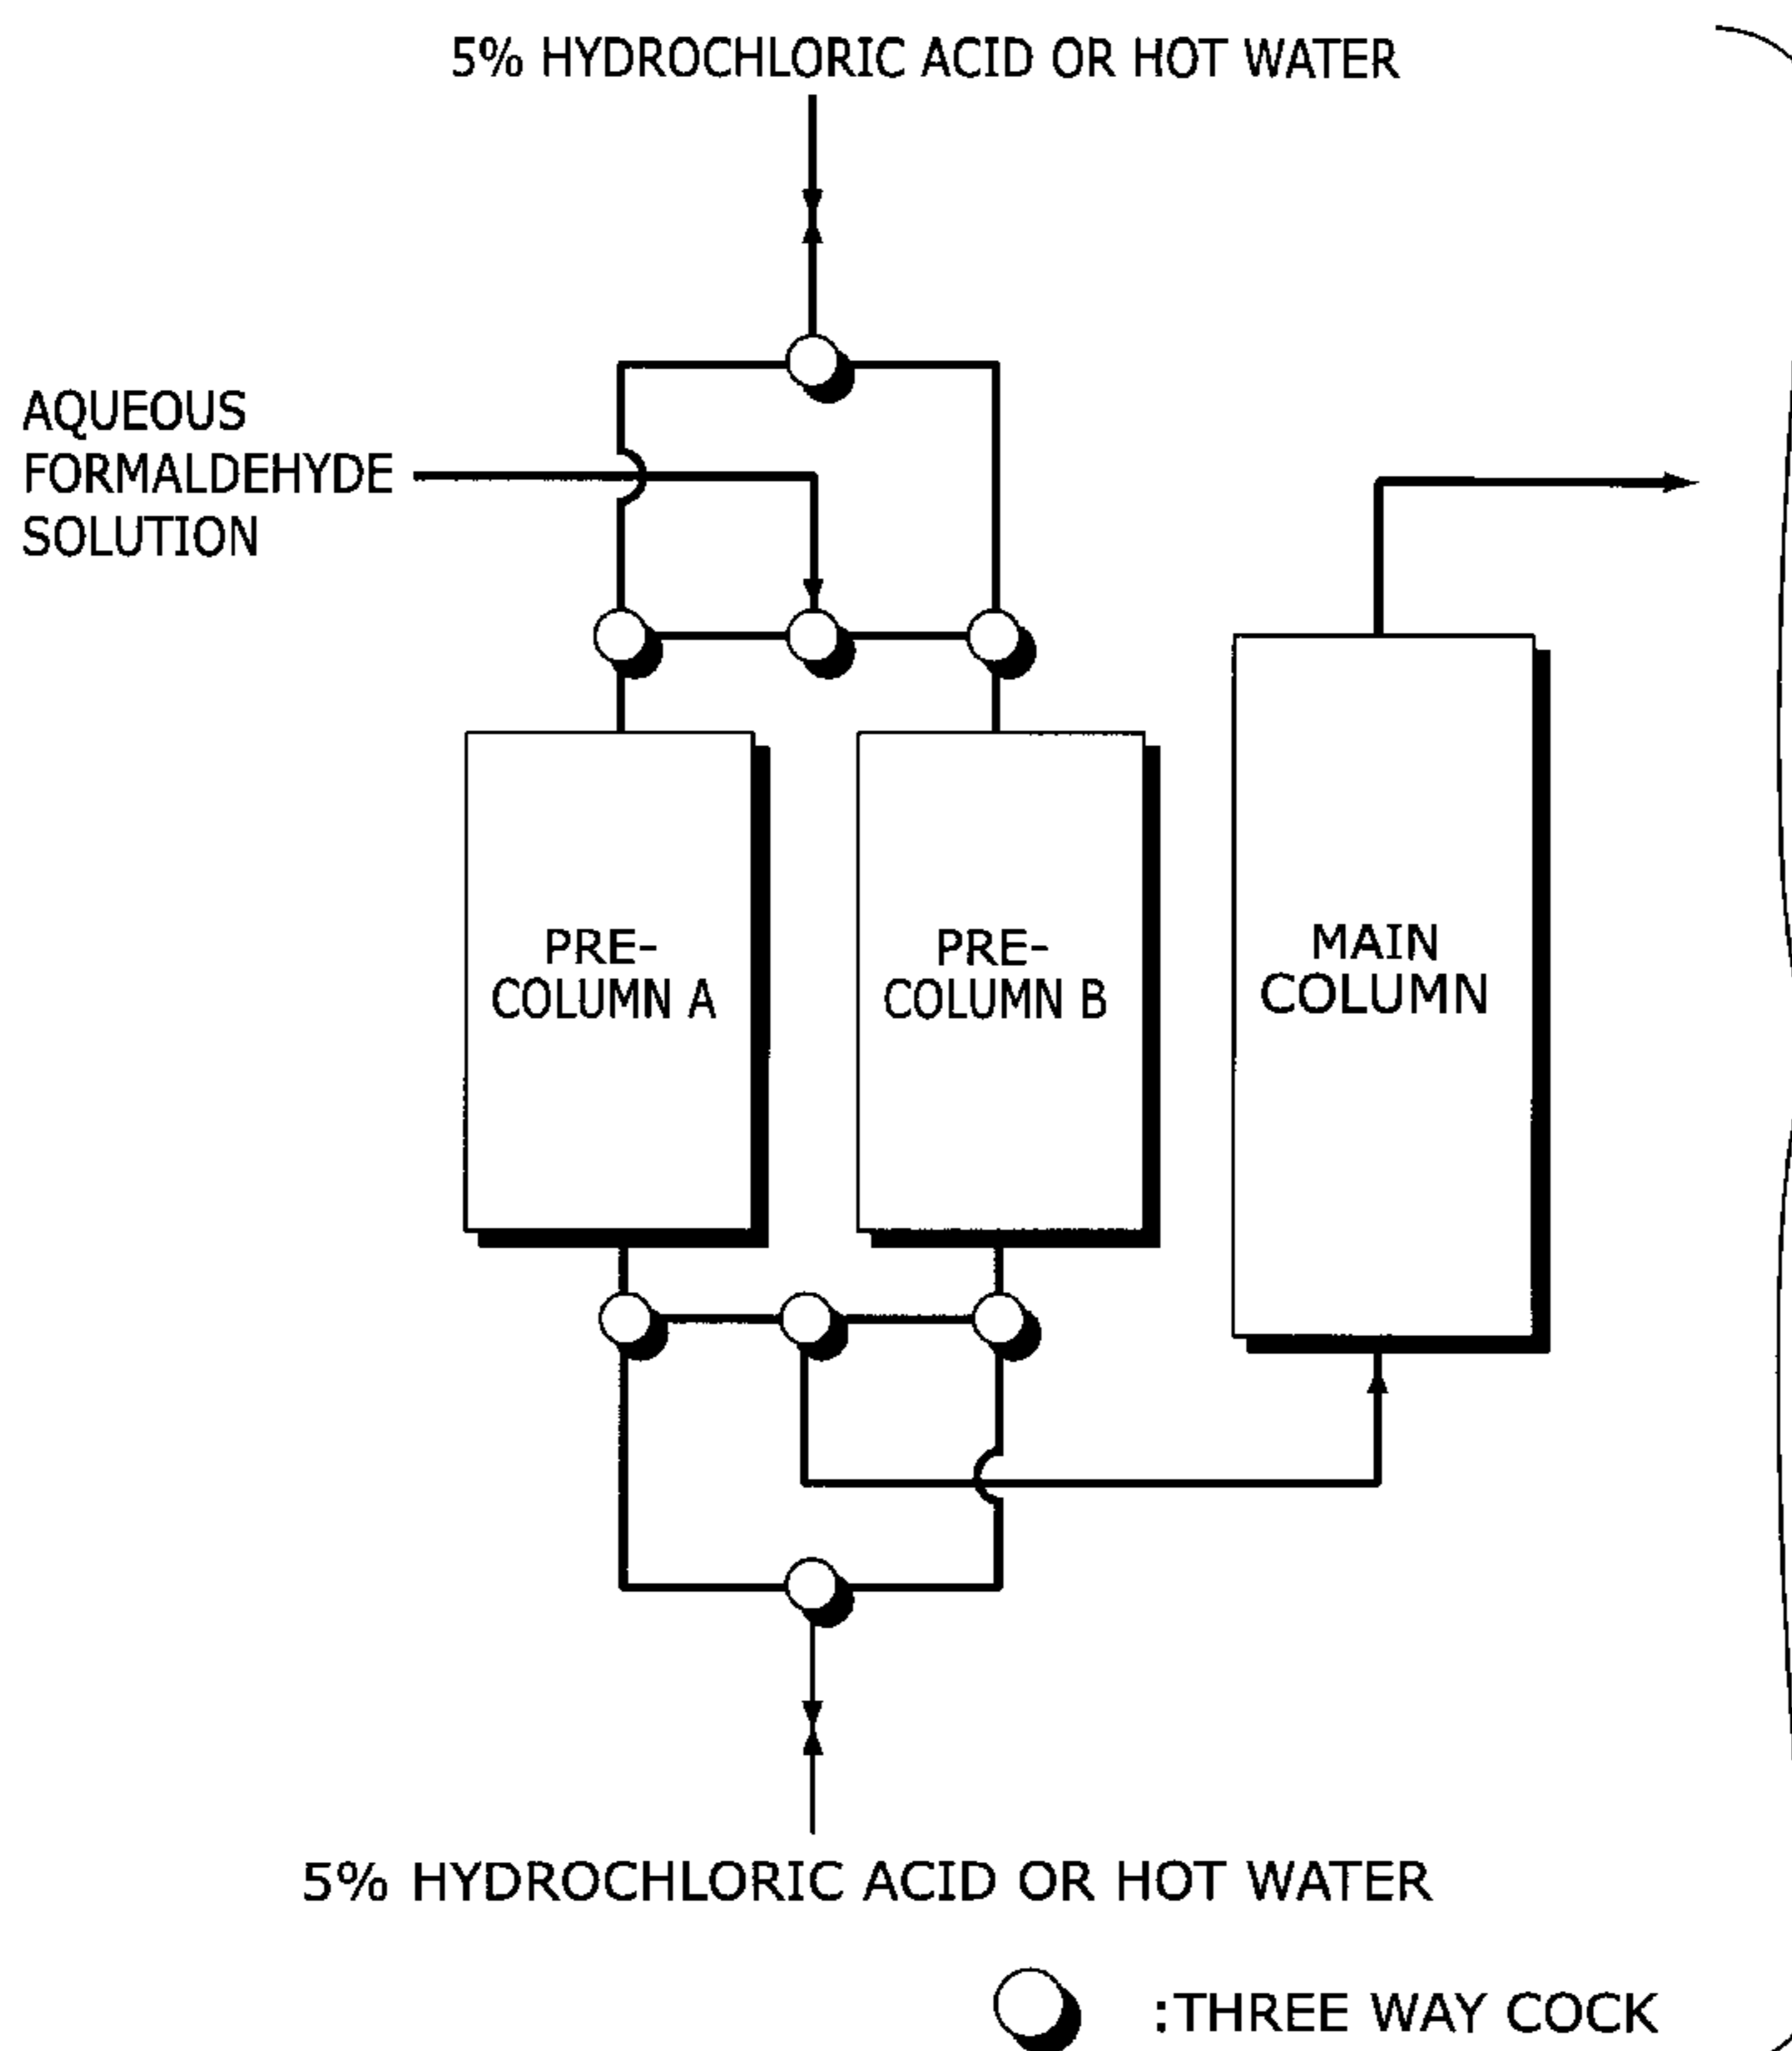 5% HYDROCHLORIC ACID OR HOT WATER
AQUEOUS
FORMALDEHYDE
SOLUTION
PRE-
COLUMN A
PRE-
COLUMN B
MAIN
COLUMN
5% HYDROCHLORIC ACID OR HOT WATER
:THREE WAY COCK